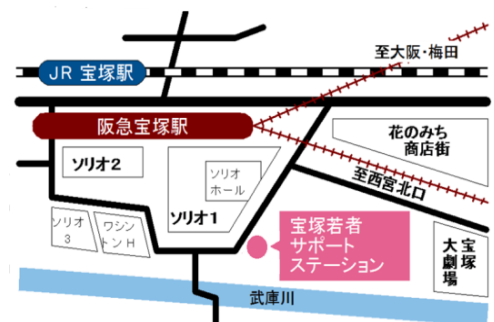 至大阪・梅田
JR 宝塚駅
阪急宝塚駅
花のみち
商店街
ソリオ2
ソリオ
ホール
至西宮北口
ソリオ1
ソリオ
3
ワシン
トンH
宝塚若者
サポート
ステーション
宝塚
大劇場
武庫川